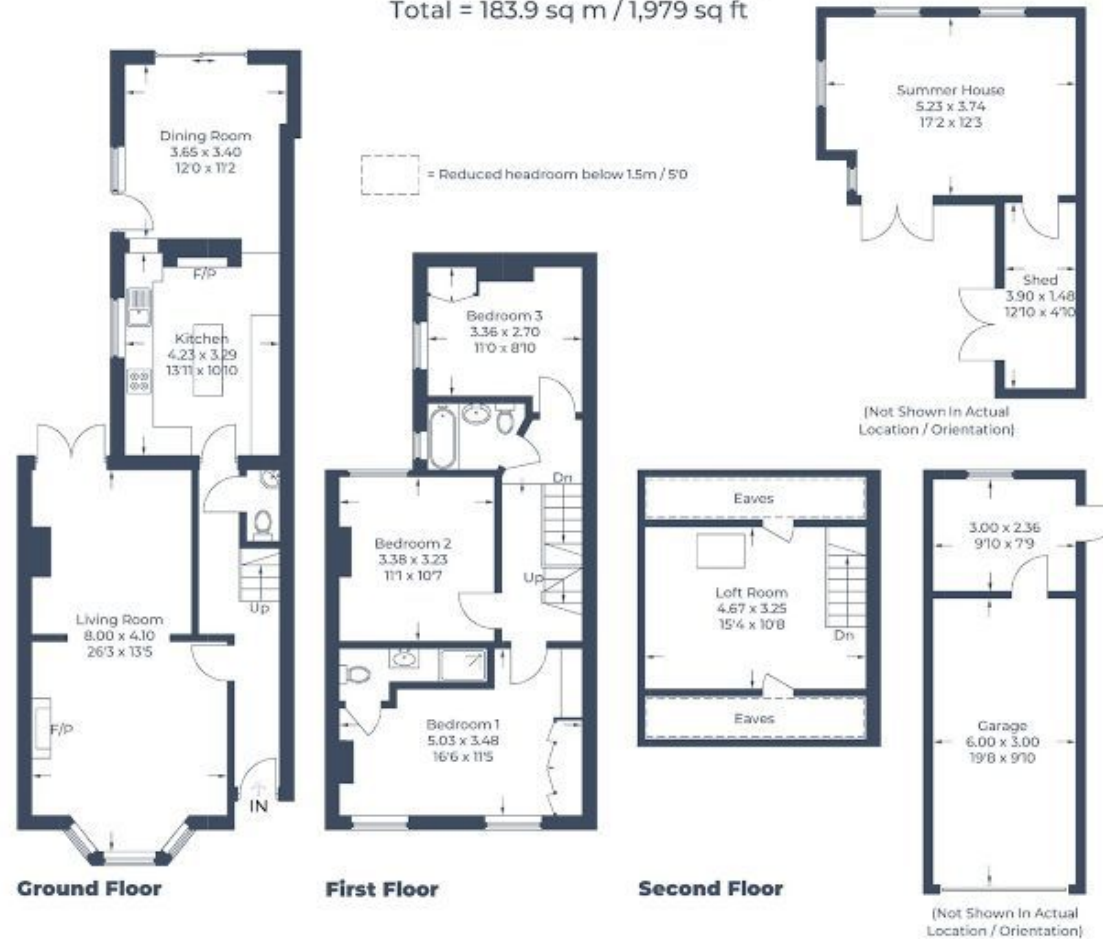 Total = 183.9 sq m / 1,979 sq ft
Dining Room
3.65 x 3.40
12'0 x 11'2
= Reduced headroom below 1.5m / 5'0
F/P
Kitchen
4.23 x 3.29
13'11 x 10'10
Living Room
8.00 x 4.10
26'3 x 13'5
Up
F/P
IN
Ground Floor
Bedroom 3
3.36 x 2.70
11'0 x 8'10
Dn
Bedroom 2
3.38 x 3.23
11'1 x 10'7
Up
Bedroom 1
5.03 x 3.48
16'6 x 11'5
First Floor
Eaves
Loft Room
4.67 x 3.25
15'4 x 10'8
Dn
Eaves
Second Floor
Summer House
5.23 x 3.74
17'2 x 12'3
Shed
3.90 x 1.48
12'10 x 4'10
(Not Shown In Actual
Location / Orientation)
3.00 x 2.36
9'10 x 7'9
Garage
6.00 x 3.00
19'8 x 9'10
(Not Shown In Actual
Location / Orientation)